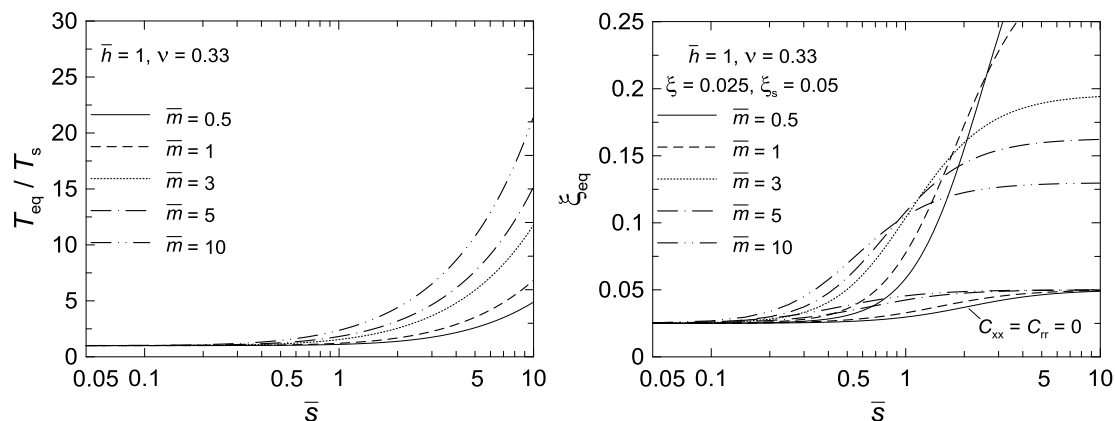 30
25
20
15
10
5
0
T_eq / T_s
h̄ = 1, ν = 0.33
m̄ = 0.5
m̄ = 1
m̄ = 3
m̄ = 5
m̄ = 10
0.05 0.1 0.5 1 5 10
s̄
0.25
0.2
0.15
0.1
0.05
0
ξ_eq
h̄ = 1, ν = 0.33
ξ = 0.025, ξ_s = 0.05
m̄ = 0.5
m̄ = 1
m̄ = 3
m̄ = 5
m̄ = 10
C_xx = C_rr = 0
0.05 0.1 0.5 1 5 10
s̄